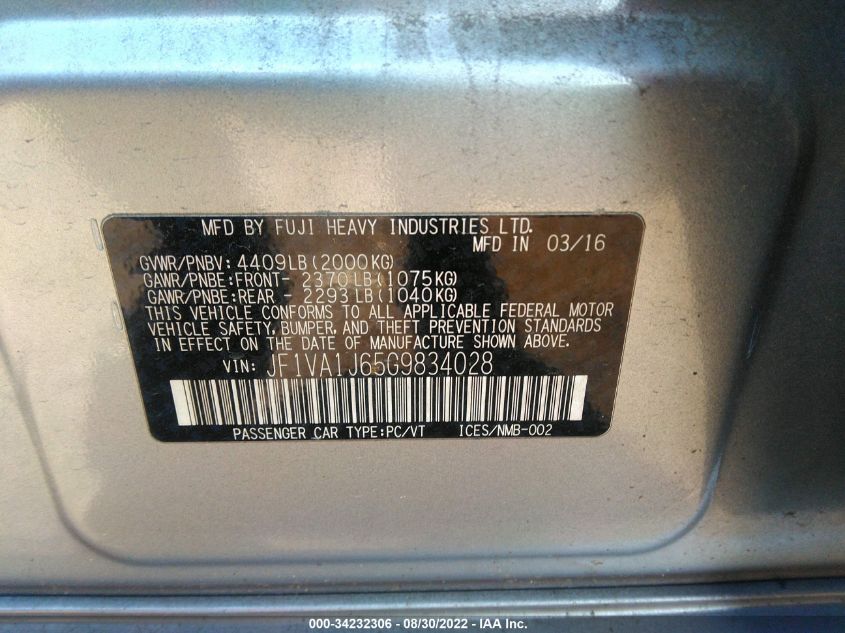 MFD BY FUJI HEAVY INDUSTRIES LTD.
MFD IN 03/16
GVWR/PNBV: 4409LB(2000KG)
GAWR/PNBE:FRONT- 2370LB(1075KG)
GAWR/PNBE:REAR - 2293LB(1040KG)
THIS VEHICLE CONFORMS TO ALL APPLICABLE FEDERAL MOTOR
VEHICLE SAFETY, BUMPER, AND THEFT PREVENTION STANDARDS
IN EFFECT ON THE DATE OF MANUFACTURE SHOWN ABOVE.
VIN: JF1VA1J65G9834028
PASSENGER CAR TYPE:PC/VT ICES/NMB-002
000-34232306 - 08/30/2022 - IAA Inc.